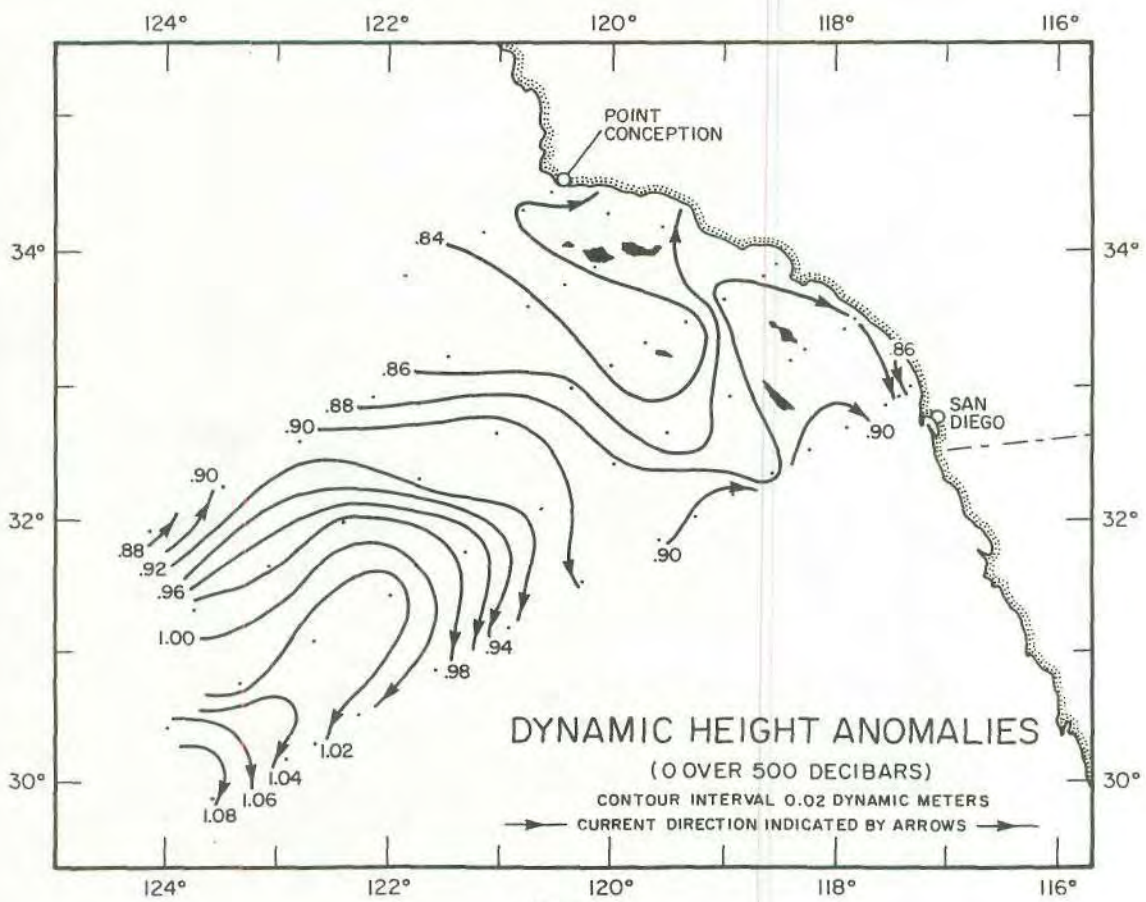 124° 122° 120° 118° 116°
POINT
CONCEPTION
34° 34°
.84
.86
.86
.88
SAN
DIEGO
.90
.90
.90
32° 32°
.88
.90
.92
.96
1.00
.94
.98
DYNAMIC HEIGHT ANOMALIES
1.02
(0 OVER 500 DECIBARS)
30° 30°
1.04
1.06
CONTOUR INTERVAL 0.02 DYNAMIC METERS
1.08
CURRENT DIRECTION INDICATED BY ARROWS
124° 122° 120° 118° 116°